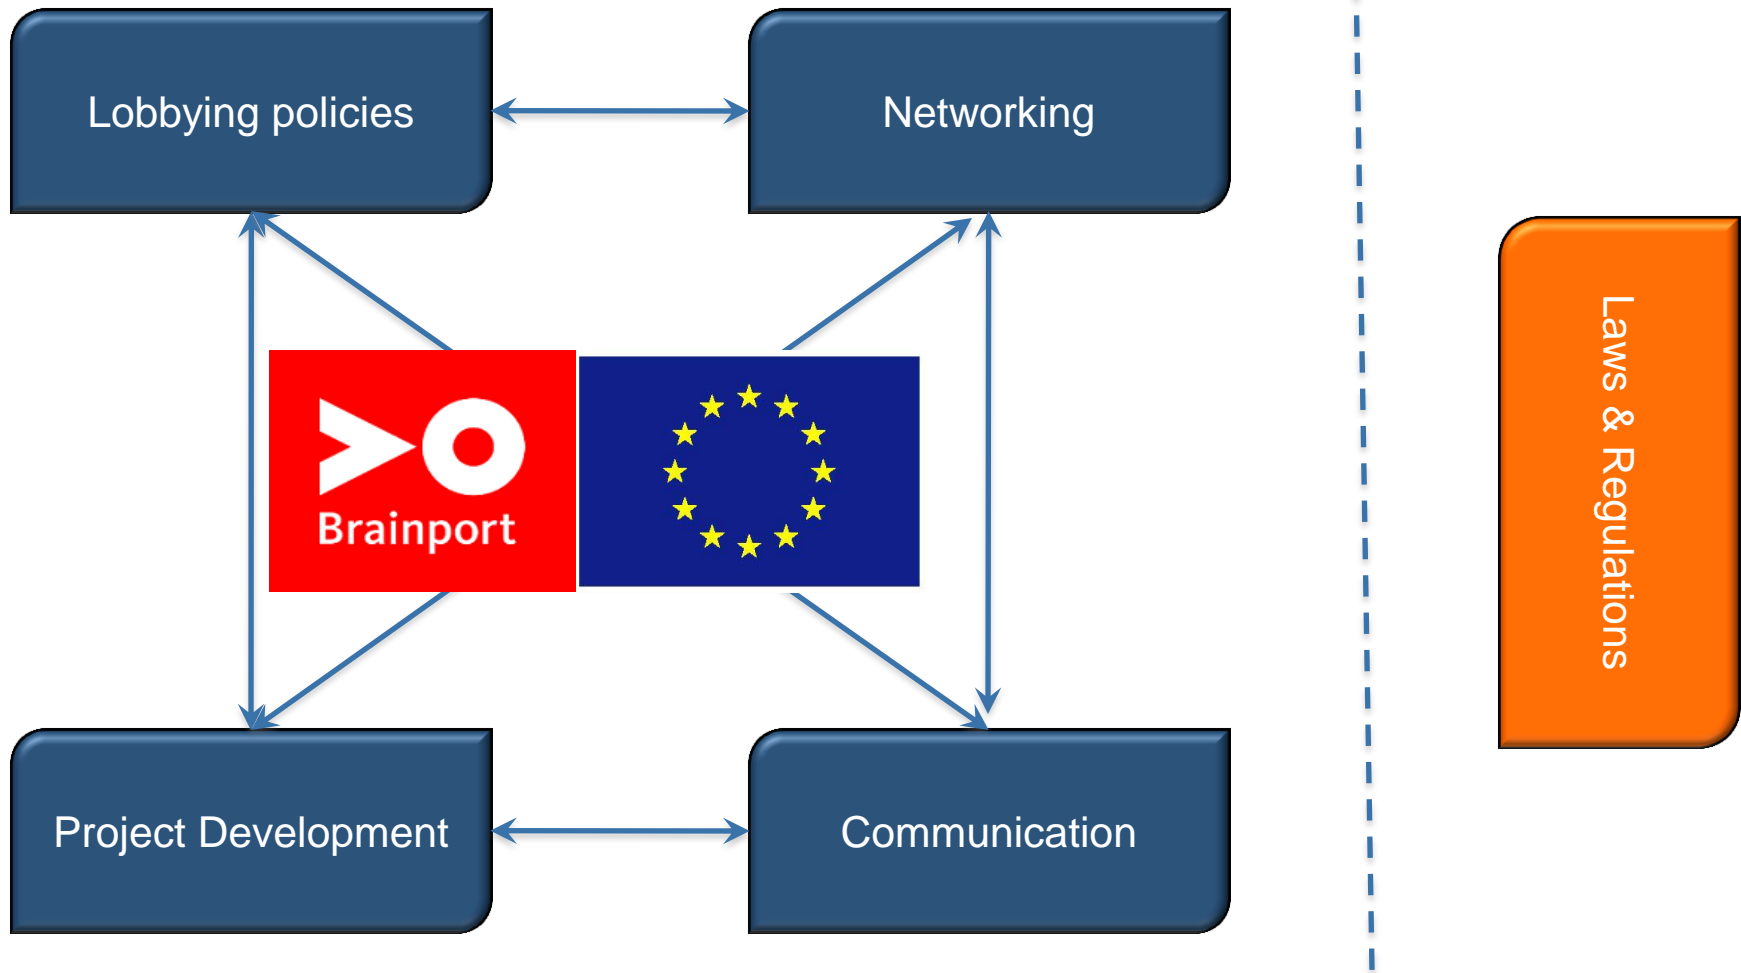 Lobbying policies
Networking
Laws & Regulations
Brainport
Project Development
Communication